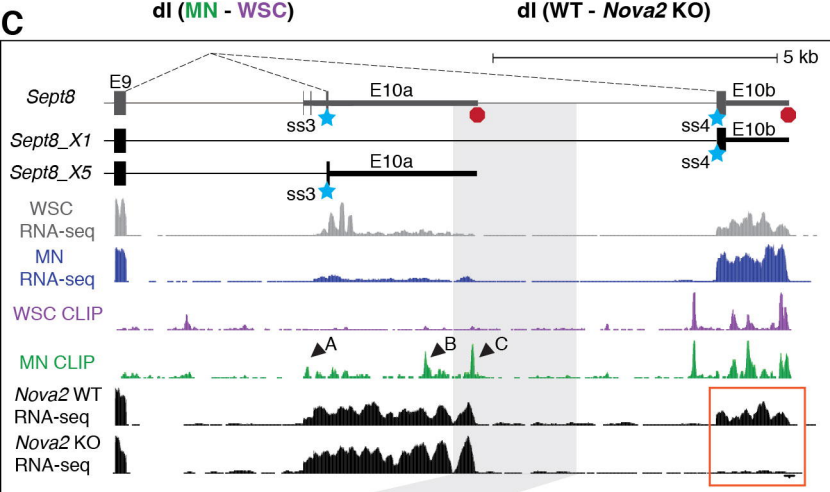 C
dI (MN - WSC)
dI (WT - Nova2 KO)
5 kb
E9
Sept8
E10a
E10b
ss3
ss4
Sept8_X1
E10b
ss4
Sept8_X5
E10a
ss3
WSC
RNA-seq
MN
RNA-seq
WSC CLIP
MN CLIP
A
B
C
Nova2 WT
RNA-seq
Nova2 KO
RNA-seq